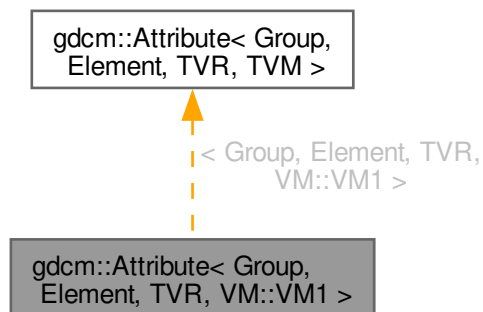 gdcm::Attribute< Group,
Element, TVR, TVM >
< Group, Element, TVR,
VM::VM1 >
gdcm::Attribute< Group,
Element, TVR, VM::VM1 >